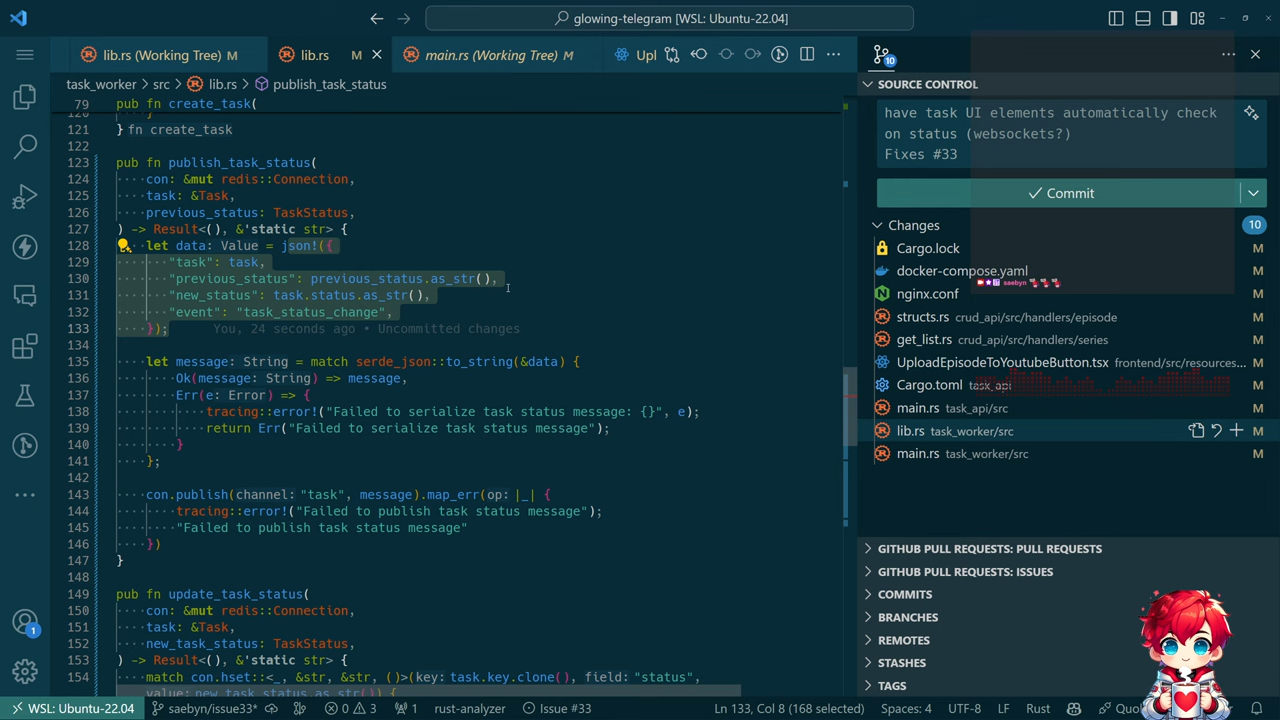 glowing-telegram [WSL: Ubuntu-22.04]
lib.rs (Working Tree) M
lib.rs M
main.rs (Working Tree) M
Upl
task_worker > src > lib.rs > publish_task_status
79 pub fn create_task(
120 }
121 } fn create_task
122
123 pub fn publish_task_status(
124 con: &mut redis::Connection,
125 task: &Task,
126 previous_status: TaskStatus,
127 ) -> Result<(), &'static str> {
128 let data: Value = json!({
129 "task": task,
130 "previous_status": previous_status.as_str(),
131 "new_status": task.status.as_str(),
132 "event": "task_status_change",
133 }); You, 24 seconds ago • Uncommitted changes
134
135 let message: String = match serde_json::to_string(&data) {
136 Ok(message: String) => message,
137 Err(e: Error) => {
138 tracing::error!("Failed to serialize task status message: {}", e);
139 return Err("Failed to serialize task status message");
140 }
141 };
142
143 con.publish(channel: "task", message).map_err(op: |_| {
144 tracing::error!("Failed to publish task status message");
145 "Failed to publish task status message"
146 })
147 }
148
149 pub fn update_task_status(
150 con: &mut redis::Connection,
151 task: &Task,
152 new_task_status: TaskStatus,
153 ) -> Result<(), &'static str> {
154 match con.hset::<_, &str, &str, ()>(key: task.key.clone(), field: "status",
value: new_task_status.as_str()) {
10
SOURCE CONTROL
have task UI elements automatically check
on status (websockets?)
Fixes #33
Commit
Changes 10
Cargo.lock M
docker-compose.yaml M
saebyn
nginx.conf M
structs.rs crud_api/src/handlers/episode M
get_list.rs crud_api/src/handlers/series M
UploadEpisodeToYoutubeButton.tsx frontend/src/resources... M
Cargo.toml task_api M
main.rs task_api/src M
lib.rs task_worker/src M
main.rs task_worker/src M
GITHUB PULL REQUESTS: PULL REQUESTS
GITHUB PULL REQUESTS: ISSUES
COMMITS
BRANCHES
REMOTES
STASHES
TAGS
1
WSL: Ubuntu-22.04 saebyn/issue33* 0 3 1 rust-analyzer Issue #33 Ln 133, Col 8 (168 selected) Spaces: 4 UTF-8 LF Rust